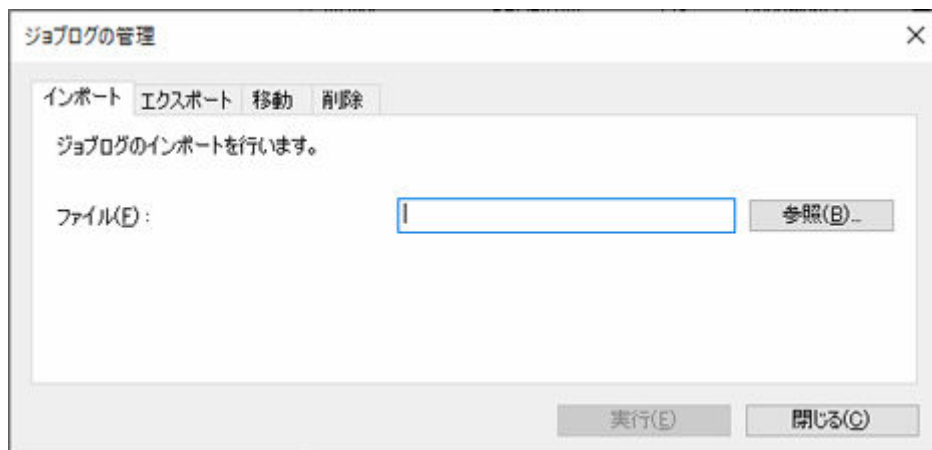 ジョブログの管理
インポート エクスポート 移動 削除
ジョブログのインポートを行います。
ファイル(F): 参照(B)...
実行(E) 閉じる(C)